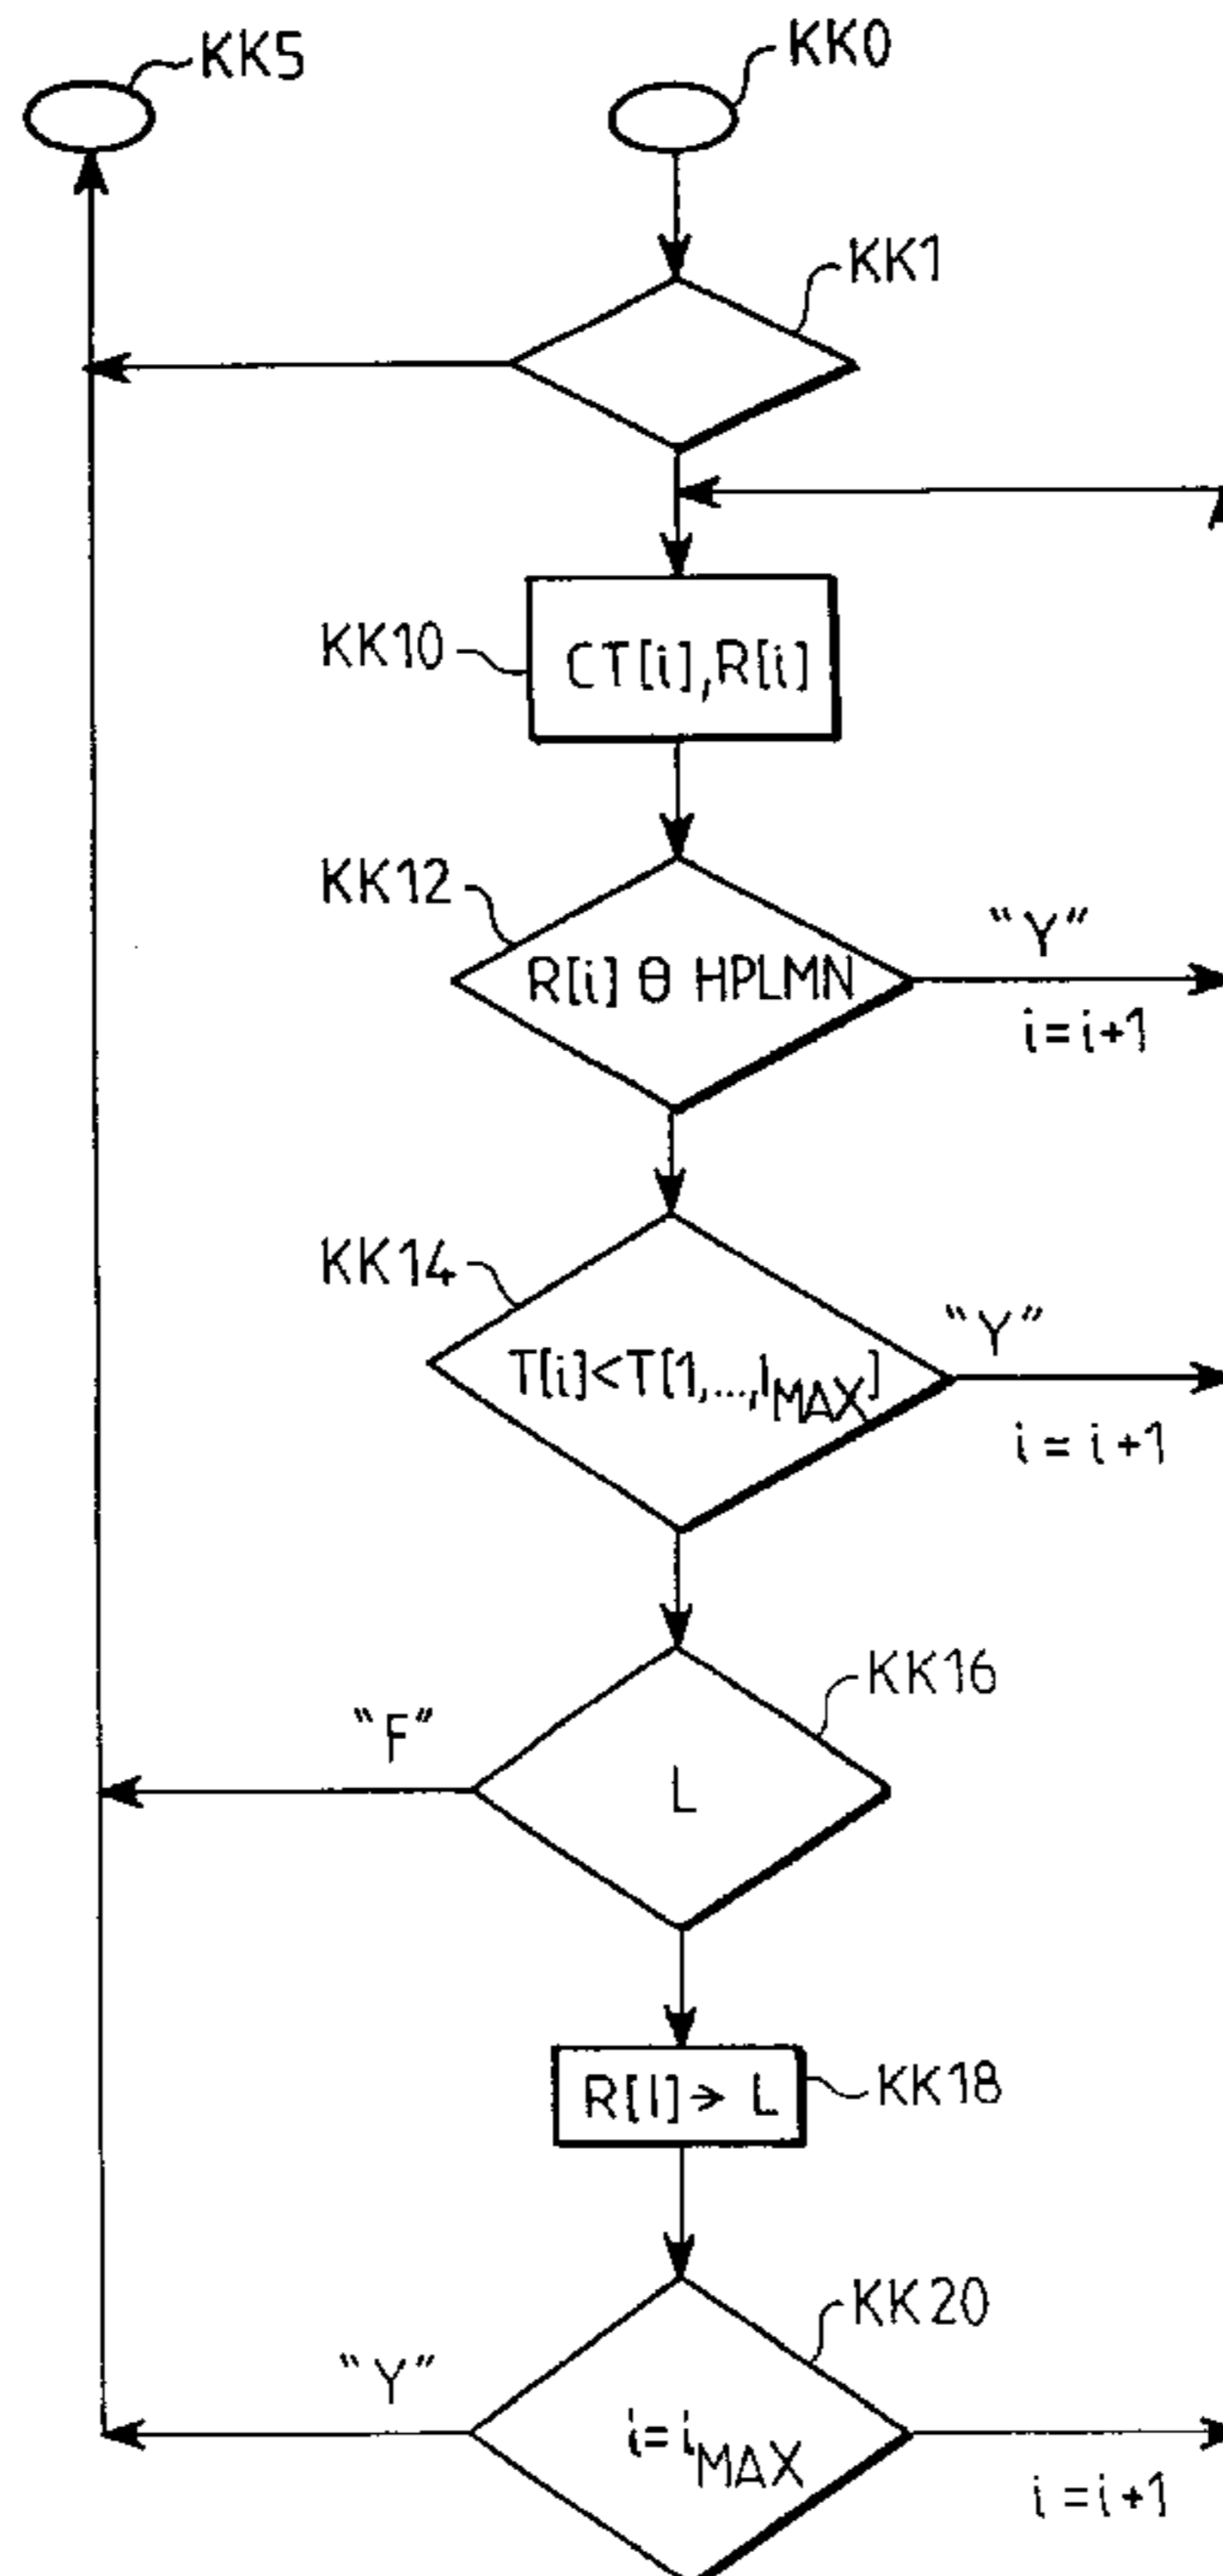 KK5
KK0
KK1
KK10
CT[i],R[i]
KK12
R[i] θ HPLMN
"Y"
i=i+1
KK14
T[i]<T[1,...,IMAX]
"Y"
i=i+1
KK16
"F"
L
KK18
R[I]→ L
KK20
"Y"
i=iMAX
i=i+1